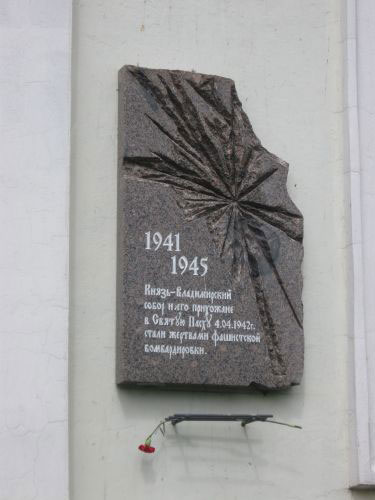 1941
1945
Князь-Владимирский
собор и его прихожане
в Святую Пасху 4.04.1942г.
стали жертвами фашистской
бомбардировки.